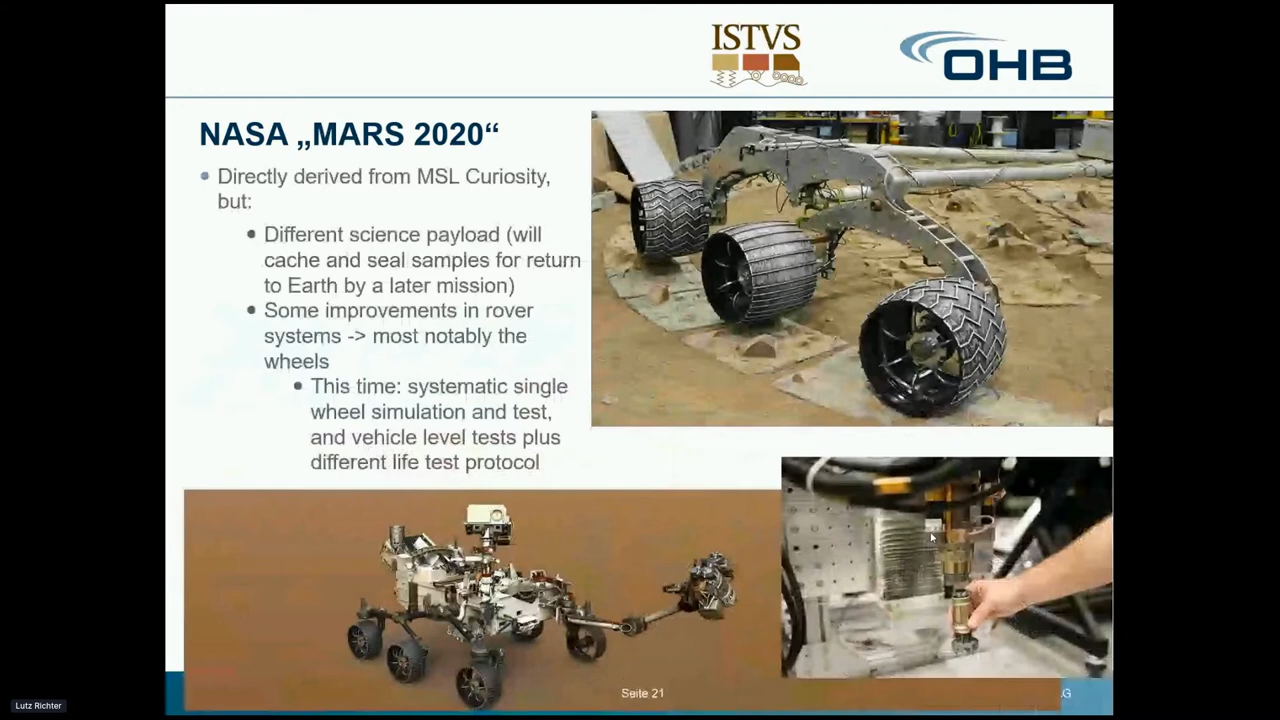 ISTVS
OHB
NASA „MARS 2020“
Directly derived from MSL Curiosity,
but:
Different science payload (will
cache and seal samples for return
to Earth by a later mission)
Some improvements in rover
systems -> most notably the
wheels
This time: systematic single
wheel simulation and test,
and vehicle level tests plus
different life test protocol
Seite 21
Lutz Richter